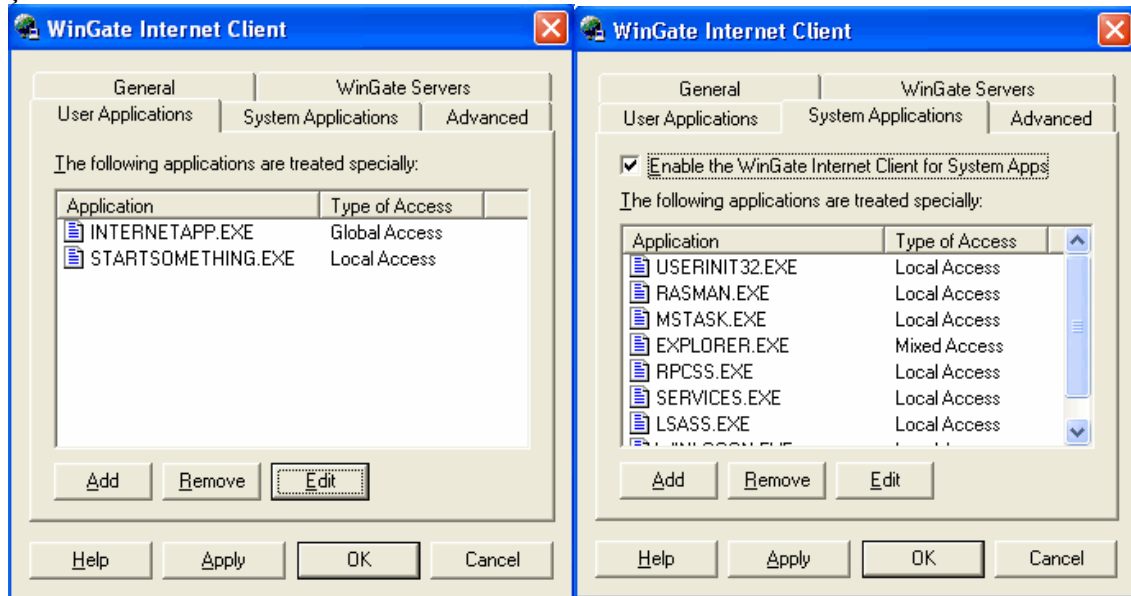 WinGate Internet Client
General WinGate Servers
User Applications System Applications Advanced
The following applications are treated specially:
Application Type of Access
INTERNETAPP.EXE Global Access
STARTSOMETHING.EXE Local Access
Add Remove Edit
Help Apply OK Cancel
WinGate Internet Client
General WinGate Servers
User Applications System Applications Advanced
Enable the WinGate Internet Client for System Apps
The following applications are treated specially:
Application Type of Access
USERINIT32.EXE Local Access
RASMAN.EXE Local Access
MSTASK.EXE Local Access
EXPLORER.EXE Mixed Access
RPCSS.EXE Local Access
SERVICES.EXE Local Access
LSASS.EXE Local Access
Add Remove Edit
Help Apply OK Cancel